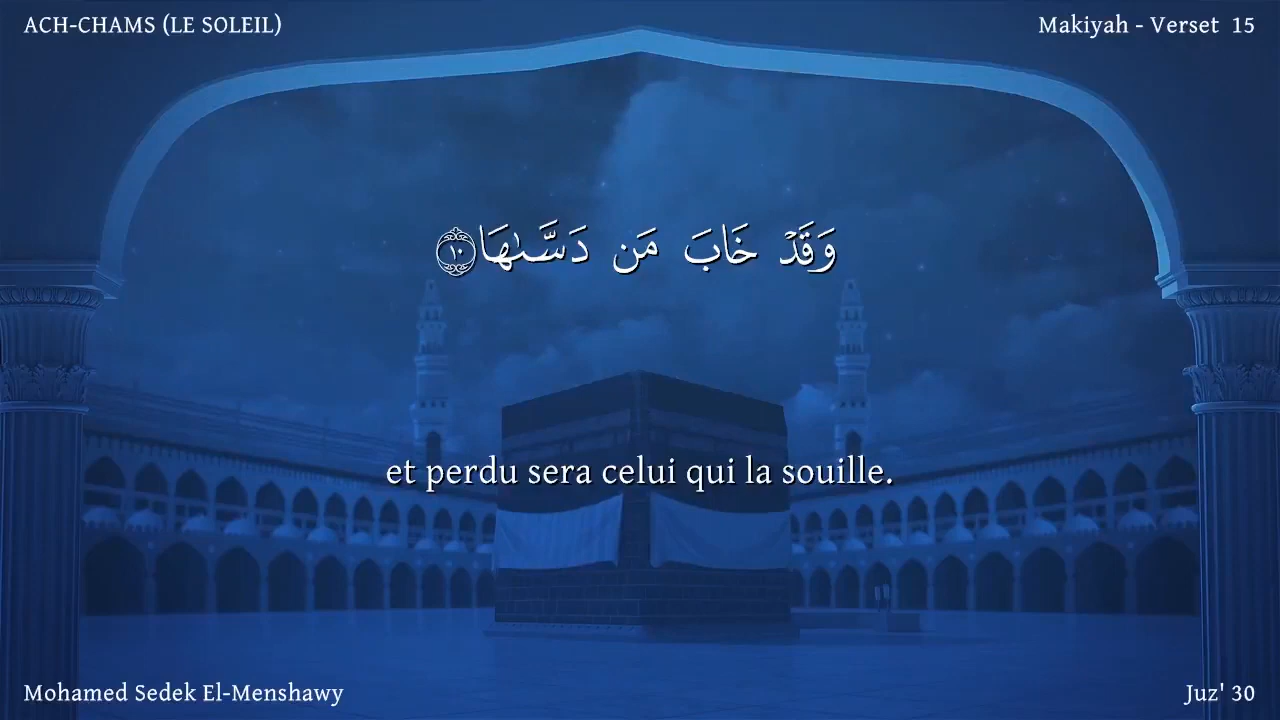 ACH-CHAMS (LE SOLEIL)
Makiyah - Verset 15
وَقَدْ خَابَ مَن دَسَّىٰهَا ۝١٠
et perdu sera celui qui la souille.
Mohamed Sedek El-Menshawy
Juz' 30